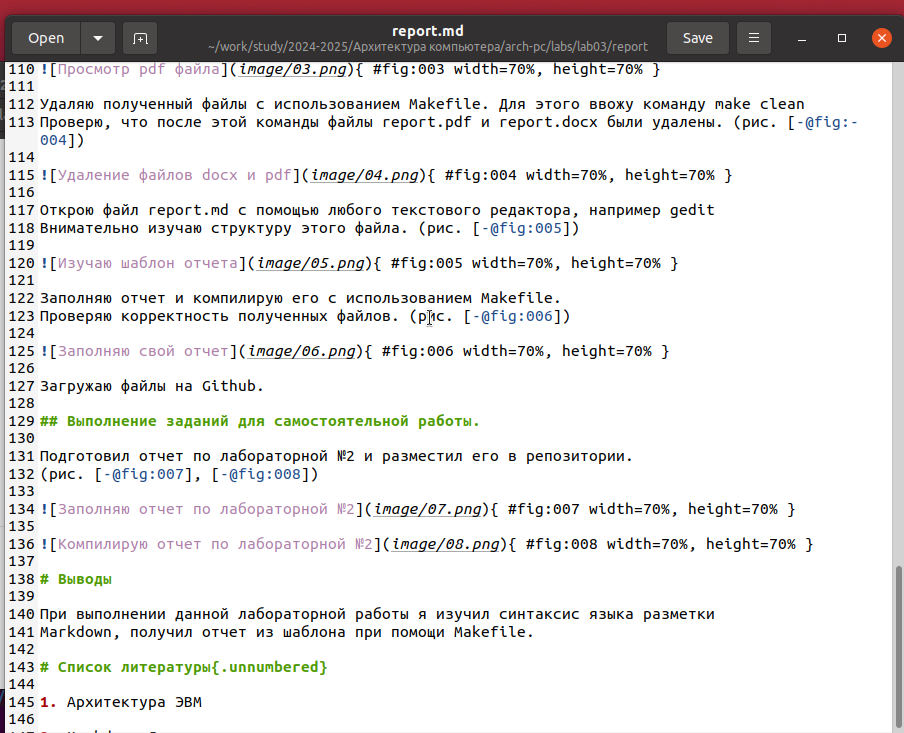 Open
report.md
~/work/study/2024-2025/Архитектура компьютера/arch-pc/labs/lab03/report
Save
110 ![Просмотр pdf файла](image/03.png){ #fig:003 width=70%, height=70% }
111
112 Удаляю полученный файлы с использованием Makefile. Для этого ввожу команду make clean
113 Проверю, что после этой команды файлы report.pdf и report.docx были удалены. (рис. [-@fig:-
004])
114
115 ![Удаление файлов docx и pdf](image/04.png){ #fig:004 width=70%, height=70% }
116
117 Открою файл report.md с помощью любого текстового редактора, например gedit
118 Внимательно изучаю структуру этого файла. (рис. [-@fig:005])
119
120 ![Изучаю шаблон отчета](image/05.png){ #fig:005 width=70%, height=70% }
121
122 Заполняю отчет и компилирую его с использованием Makefile.
123 Проверяю корректность полученных файлов. (рис. [-@fig:006])
124
125 ![Заполняю свой отчет](image/06.png){ #fig:006 width=70%, height=70% }
126
127 Загружаю файлы на Github.
128
129 ## Выполнение заданий для самостоятельной работы.
130
131 Подготовил отчет по лабораторной №2 и разместил его в репозитории.
132 (рис. [-@fig:007], [-@fig:008])
133
134 ![Заполняю отчет по лабораторной №2](image/07.png){ #fig:007 width=70%, height=70% }
135
136 ![Компилирую отчет по лабораторной №2](image/08.png){ #fig:008 width=70%, height=70% }
137
138 # Выводы
139
140 При выполнении данной лабораторной работы я изучил синтаксис языка разметки
141 Markdown, получил отчет из шаблона при помощи Makefile.
142
143 # Список литературы{.unnumbered}
144
145 1. Архитектура ЭВМ
146